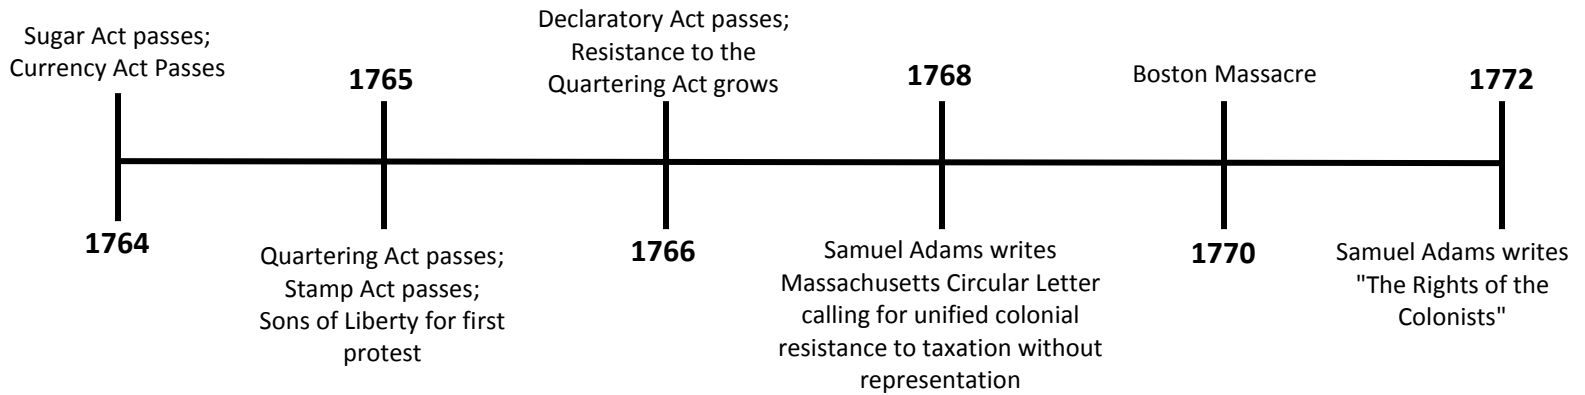 Sugar Act passes;
Currency Act Passes
1764
1765
Quartering Act passes;
Stamp Act passes;
Sons of Liberty for first
protest
Declaratory Act passes;
Resistance to the
Quartering Act grows
1766
1768
Samuel Adams writes
Massachusetts Circular Letter
calling for unified colonial
resistance to taxation without
representation
Boston Massacre
1770
1772
Samuel Adams writes
"The Rights of the
Colonists"